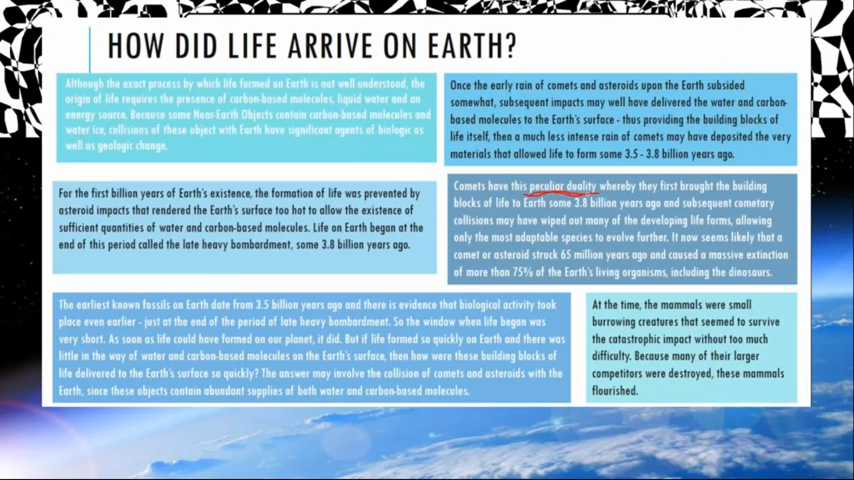 HOW DID LIFE ARRIVE ON EARTH?
Although the exact process by which life formed on Earth is not well understood, the
origin of life requires the presence of carbon-based molecules, liquid water and an
energy source. Because some Near-Earth Objects contain carbon-based molecules and
water ice, collisions of these object with Earth have significant agents of biologic as
well as geologic change.
For the first billion years of Earth's existence, the formation of life was prevented by
asteroid impacts that rendered the Earth's surface too hot to allow the existence of
sufficient quantities of water and carbon-based molecules. Life on Earth began at the
end of this period called the late heavy bombardment, some 3.8 billion years ago.
The earliest known fossils on Earth date from 3.5 billion years ago and there is evidence that biological activity took
place even earlier - just at the end of the period of late heavy bombardment. So the window when life began was
very short. As soon as life could have formed on our planet, it did. But if life formed so quickly on Earth and there was
little in the way of water and carbon-based molecules on the Earth's surface, then how were these building blocks of
life delivered to the Earth's surface so quickly? The answer may involve the collision of comets and asteroids with the
Earth, since these objects contain abundant supplies of both water and carbon-based molecules.
Once the early rain of comets and asteroids upon the Earth subsided
somewhat, subsequent impacts may well have delivered the water and carbon-
based molecules to the Earth's surface - thus providing the building blocks of
life itself, then a much less intense rain of comets may have deposited the very
materials that allowed life to form some 3.5 - 3.8 billion years ago.
Comets have this peculiar duality whereby they first brought the building
blocks of life to Earth some 3.8 billion years ago and subsequent cometary
collisions may have wiped out many of the developing life forms, allowing
only the most adaptable species to evolve further. It now seems likely that a
comet or asteroid struck 65 million years ago and caused a massive extinction
of more than 75% of the Earth's living organisms, including the dinosaurs.
At the time, the mammals were small
burrowing creatures that seemed to survive
the catastrophic impact without too much
difficulty. Because many of their larger
competitors were destroyed, these mammals
flourished.